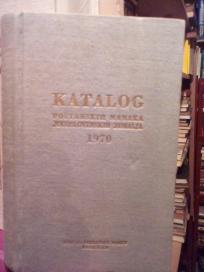 KATALOG
POŠTANSKIH MARAKA
JUGOSLOVENSKIH ZEMALJA
1970